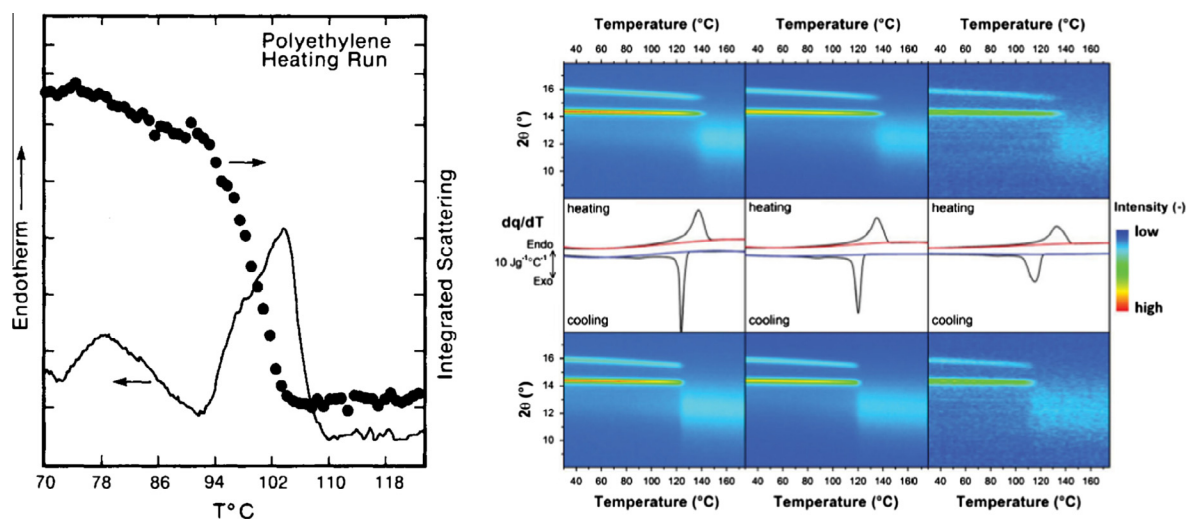 Polyethylene
Heating Run
Endotherm
Integrated Scattering
70 78 86 94 102 110 118
T°C
Temperature (°C) Temperature (°C) Temperature (°C)
40 60 80 100 120 140 160 40 60 80 100 120 140 160 40 60 80 100 120 140 160
16
14
12
10
2θ (°)
heating heating heating
dq/dT
Endo
10 Jg⁻¹°C⁻¹
Exo
cooling cooling cooling
Intensity (-)
low
high
16
14
12
10
2θ (°)
40 60 80 100 120 140 160 40 60 80 100 120 140 160 40 60 80 100 120 140 160
Temperature (°C) Temperature (°C) Temperature (°C)